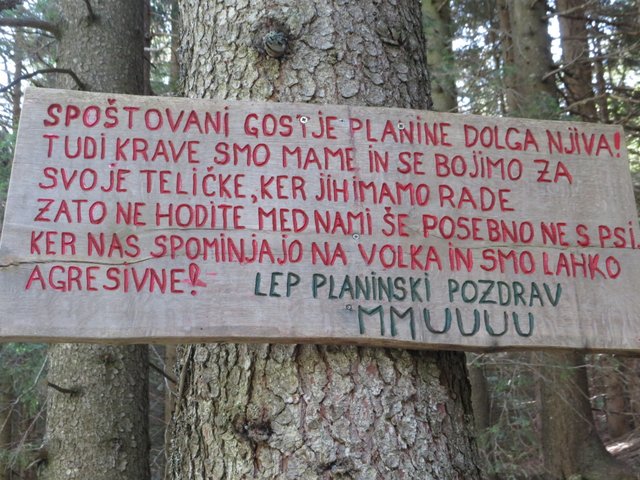 SPOŠTOVANI GOSTJE PLANINE DOLGA NJIVA!
TUDI KRAVE SMO MAME IN SE BOJIMO ZA
SVOJE TELIČKE, KER JIH IMAMO RADE
ZATO NE HODITE MED NAMI ŠE POSEBNO NE S PSI
KER NAS SPOMINJAJO NA VOLKA IN SMO LAHKO
AGRESIVNE! LEP PLANINSKI POZDRAV
MMUUUU